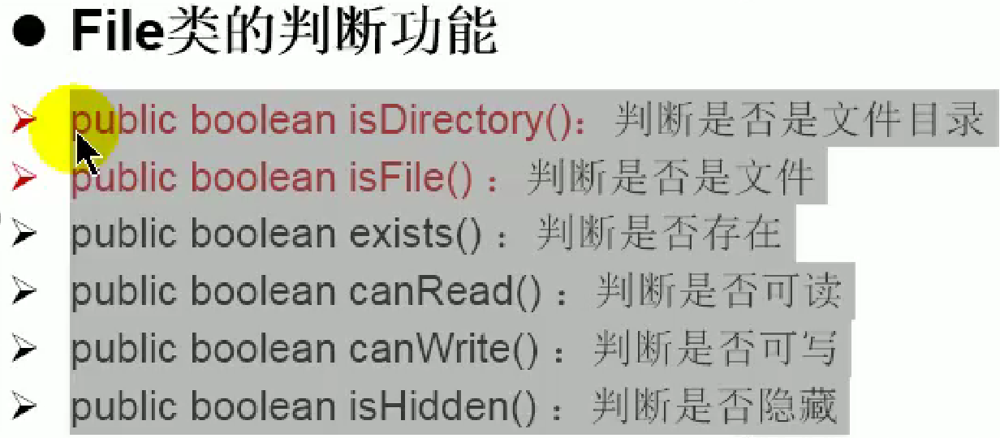 ● File类的判断功能
➢ public boolean isDirectory()：判断是否是文件目录
➢ public boolean isFile() ：判断是否是文件
➢ public boolean exists() ：判断是否存在
➢ public boolean canRead() ：判断是否可读
➢ public boolean canWrite() ：判断是否可写
➢ public boolean isHidden() ：判断是否隐藏